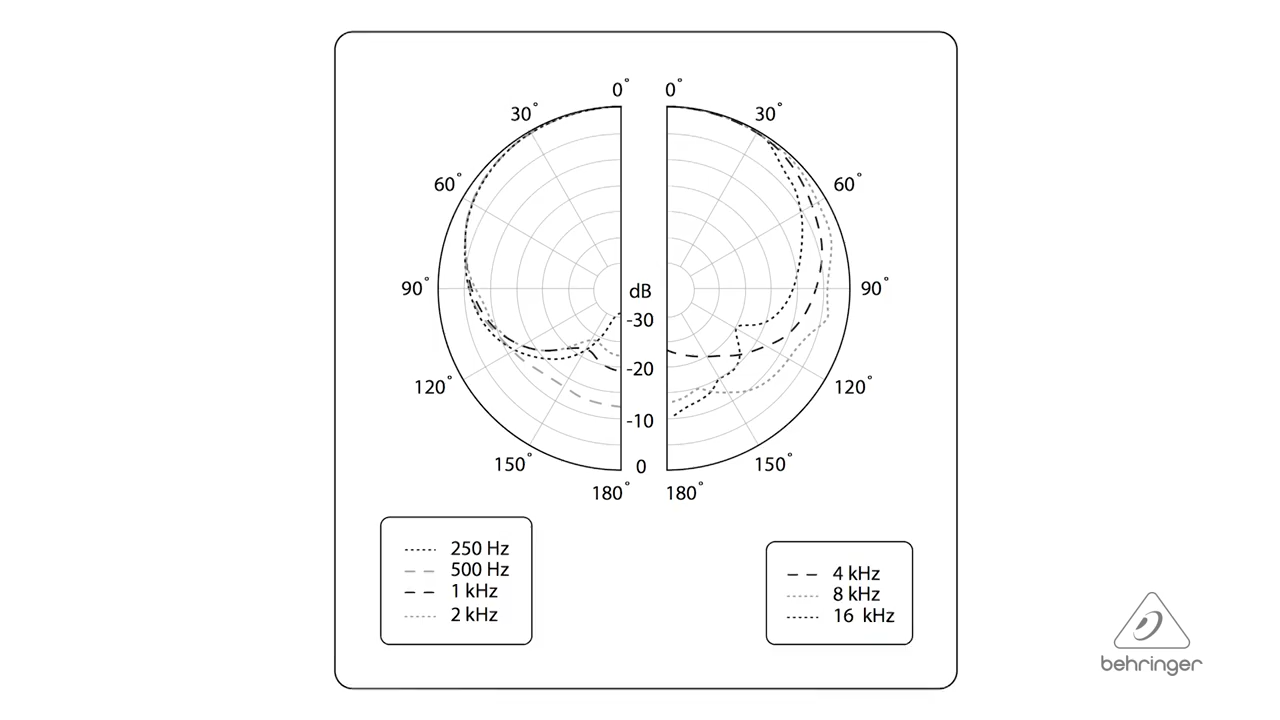 0° 0°
30° 30°
60° 60°
90° dB 90°
-30
120° -20 120°
-10
150° 0 150°
180° 180°
250 Hz
500 Hz
1 kHz
2 kHz
4 kHz
8 kHz
16 kHz
behringer